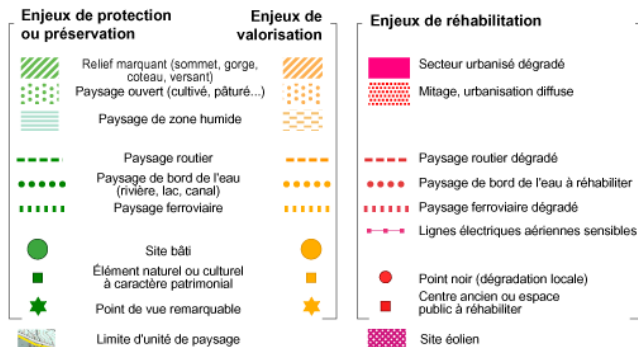 Enjeux de protection
ou préservation
Enjeux de
valorisation
Enjeux de réhabilitation
Relief marquant (sommet, gorge,
coteau, versant)
Paysage ouvert (cultivé, pâturé...)
Paysage de zone humide
Paysage routier
Paysage de bord de l'eau
(rivière, lac, canal)
Paysage ferroviaire
Site bâti
Élément naturel ou culturel
à caractère patrimonial
Point de vue remarquable
Limite d'unité de paysage
Secteur urbanisé dégradé
Mitage, urbanisation diffuse
Paysage routier dégradé
Paysage de bord de l'eau à réhabiliter
Paysage ferroviaire dégradé
Lignes électriques aériennes sensibles
Point noir (dégradation locale)
Centre ancien ou espace
public à réhabiliter
Site éolien